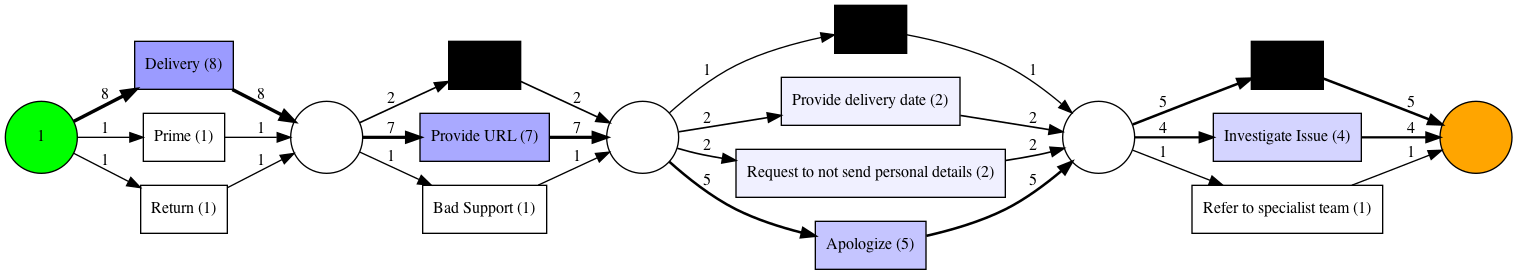 1
8
Delivery (8)
8
1
Prime (1)
1
1
Return (1)
1
2
2
7
Provide URL (7)
7
1
Bad Support (1)
1
1
1
2
Provide delivery date (2)
2
2
Request to not send personal details (2)
2
5
Apologize (5)
5
5
5
4
Investigate Issue (4)
4
1
Refer to specialist team (1)
1